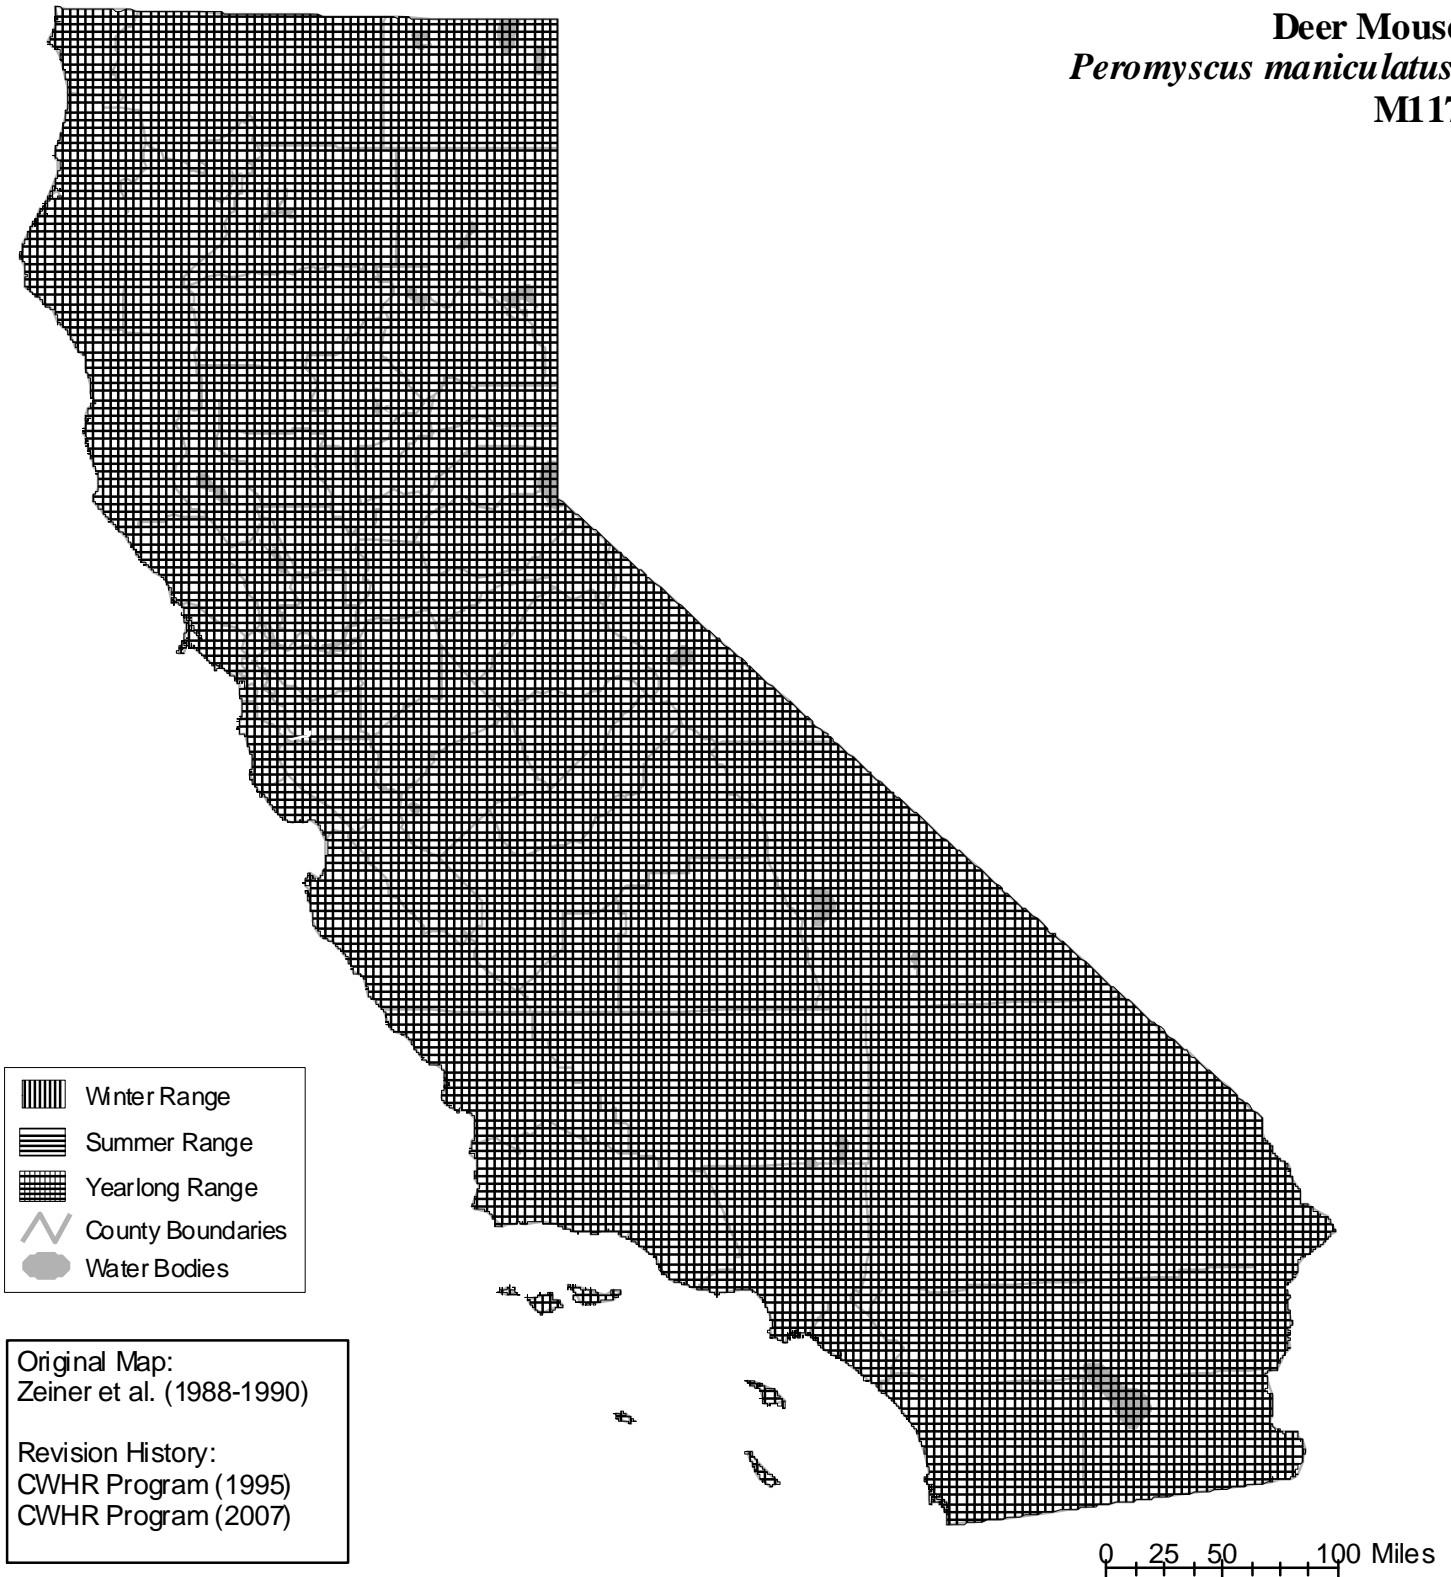 Deer Mouse
Peromyscus maniculatus
M117
Winter Range
Summer Range
Yearlong Range
County Boundaries
Water Bodies
Original Map:
Zeiner et al. (1988-1990)
Revision History:
CWHR Program (1995)
CWHR Program (2007)
0 25 50 100 Miles